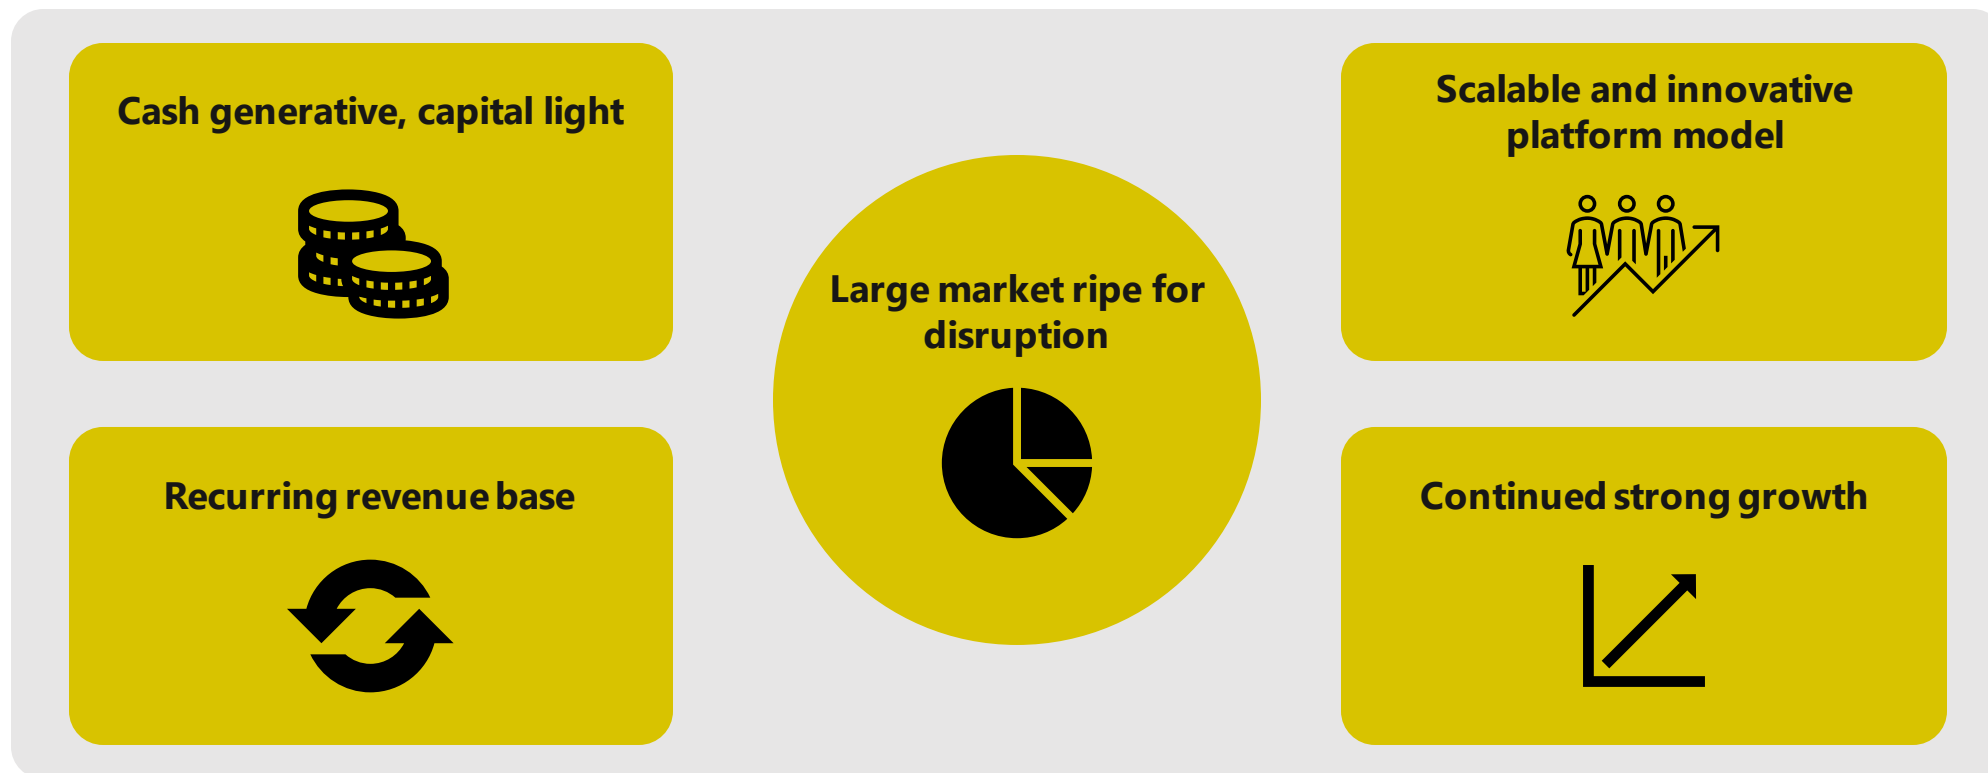 Cash generative, capital light
Recurring revenue base
Large market ripe for
disruption
Scalable and innovative
platform model
Continued strong growth